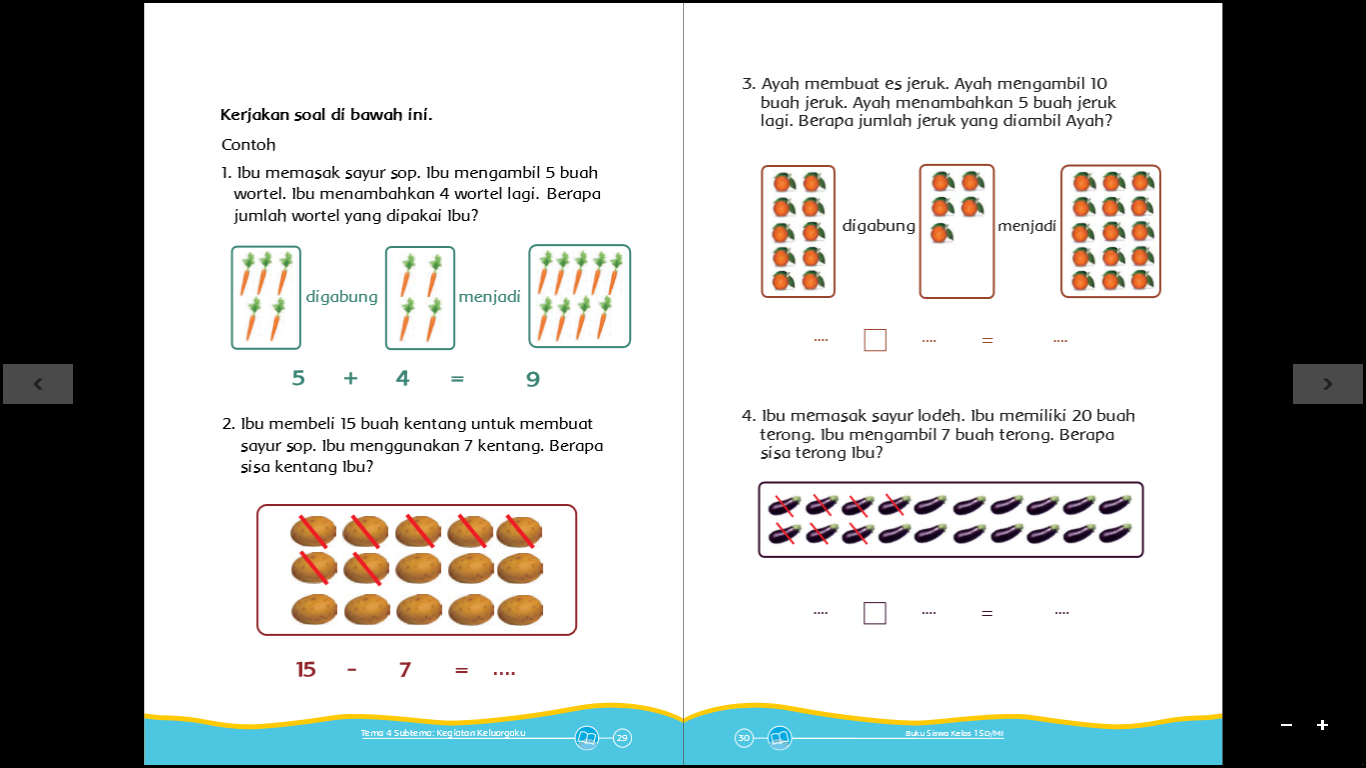 Kerjakan soal di bawah ini.
Contoh
1. Ibu memasak sayur sop. Ibu mengambil 5 buah
wortel. Ibu menambahkan 4 wortel lagi. Berapa
jumlah wortel yang dipakai Ibu?
digabung
menjadi
5 + 4 = 9
2. Ibu membeli 15 buah kentang untuk membuat
sayur sop. Ibu menggunakan 7 kentang. Berapa
sisa kentang Ibu?
15 - 7 = ....
Tema 4 Subtema: Kegiatan Keluargaku
29
3. Ayah membuat es jeruk. Ayah mengambil 10
buah jeruk. Ayah menambahkan 5 buah jeruk
lagi. Berapa jumlah jeruk yang diambil Ayah?
digabung
menjadi
.... □ .... = ....
4. Ibu memasak sayur lodeh. Ibu memiliki 20 buah
terong. Ibu mengambil 7 buah terong. Berapa
sisa terong Ibu?
.... □ .... = ....
30
Buku Siswa Kelas 1 SD/MI